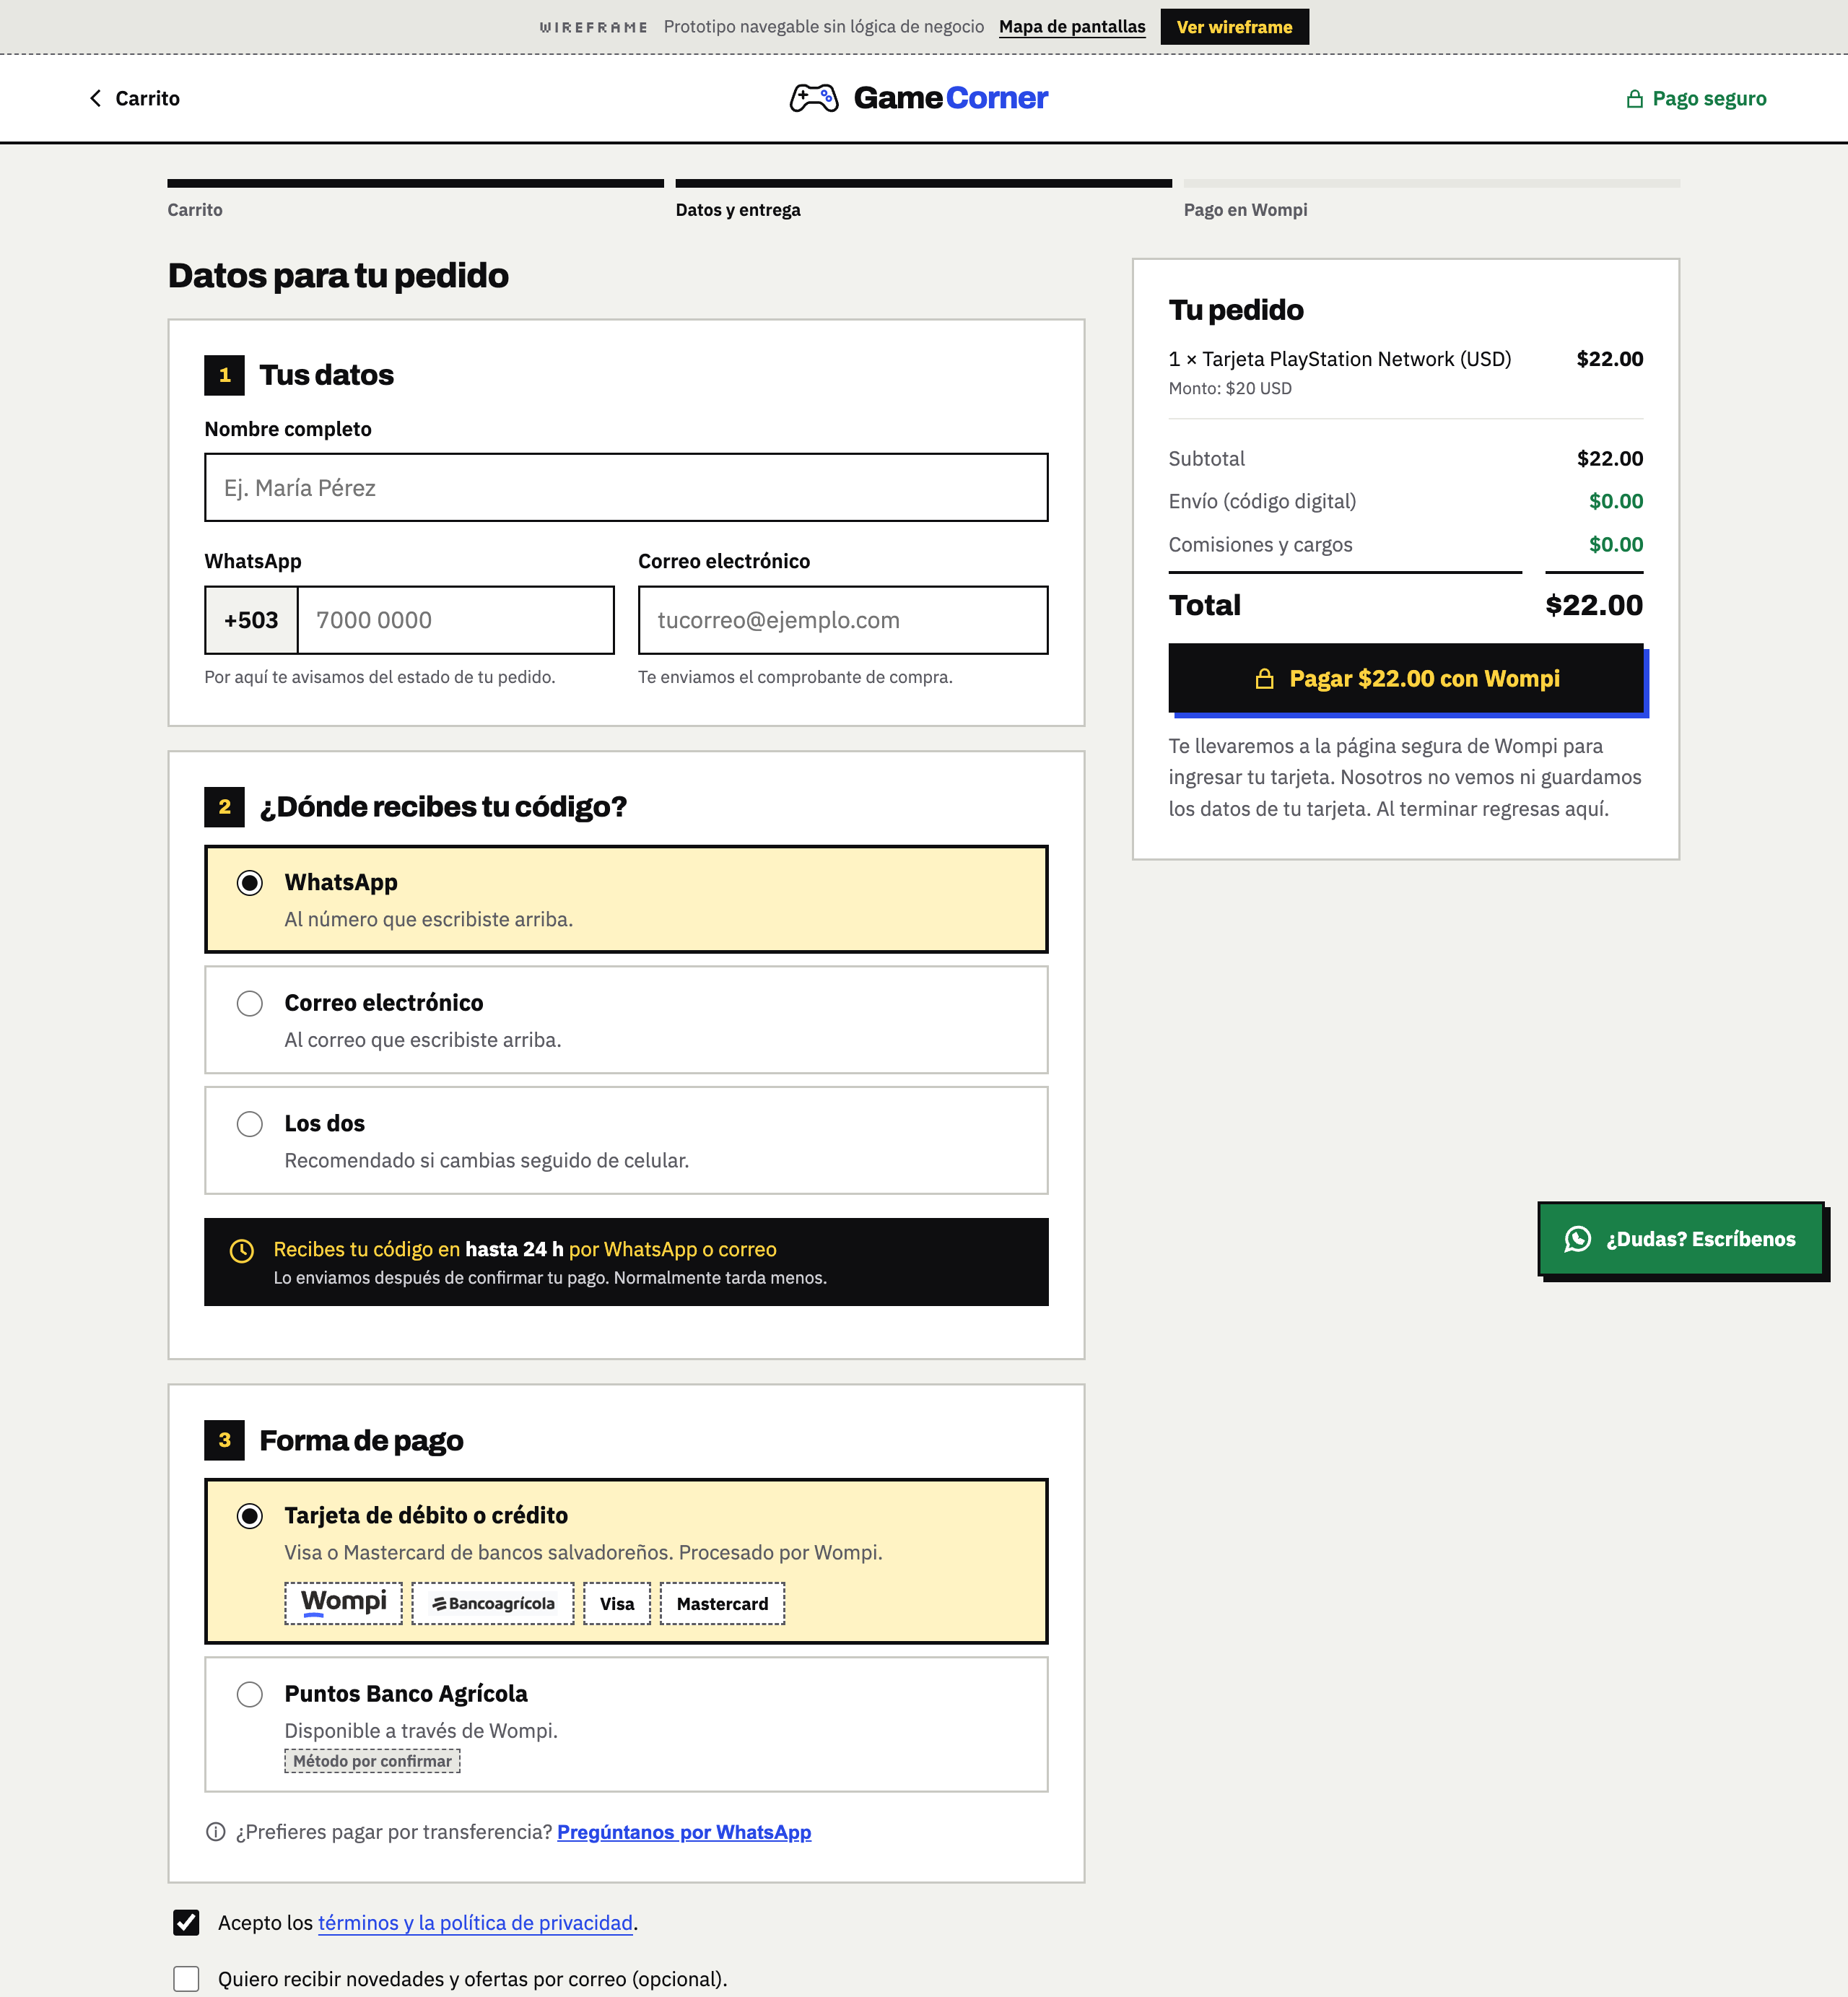 WIREFRAME Prototipo navegable sin lógica de negocio Mapa de pantallas Ver wireframe
Carrito
GameCorner
Pago seguro
Carrito
Datos y entrega
Pago en Wompi
Datos para tu pedido
1 Tus datos
Nombre completo
Ej. María Pérez
WhatsApp
+503 7000 0000
Por aquí te avisamos del estado de tu pedido.
Correo electrónico
tucorreo@ejemplo.com
Te enviamos el comprobante de compra.
2 ¿Dónde recibes tu código?
WhatsApp
Al número que escribiste arriba.
Correo electrónico
Al correo que escribiste arriba.
Los dos
Recomendado si cambias seguido de celular.
Recibes tu código en hasta 24 h por WhatsApp o correo
Lo enviamos después de confirmar tu pago. Normalmente tarda menos.
3 Forma de pago
Tarjeta de débito o crédito
Visa o Mastercard de bancos salvadoreños. Procesado por Wompi.
Wompi Bancoagrícola Visa Mastercard
Puntos Banco Agrícola
Disponible a través de Wompi.
Método por confirmar
¿Prefieres pagar por transferencia? Pregúntanos por WhatsApp
Acepto los términos y la política de privacidad.
Quiero recibir novedades y ofertas por correo (opcional).
Tu pedido
1 × Tarjeta PlayStation Network (USD) $22.00
Monto: $20 USD
Subtotal $22.00
Envío (código digital) $0.00
Comisiones y cargos $0.00
Total $22.00
Pagar $22.00 con Wompi
Te llevaremos a la página segura de Wompi para
ingresar tu tarjeta. Nosotros no vemos ni guardamos
los datos de tu tarjeta. Al terminar regresas aquí.
¿Dudas? Escríbenos